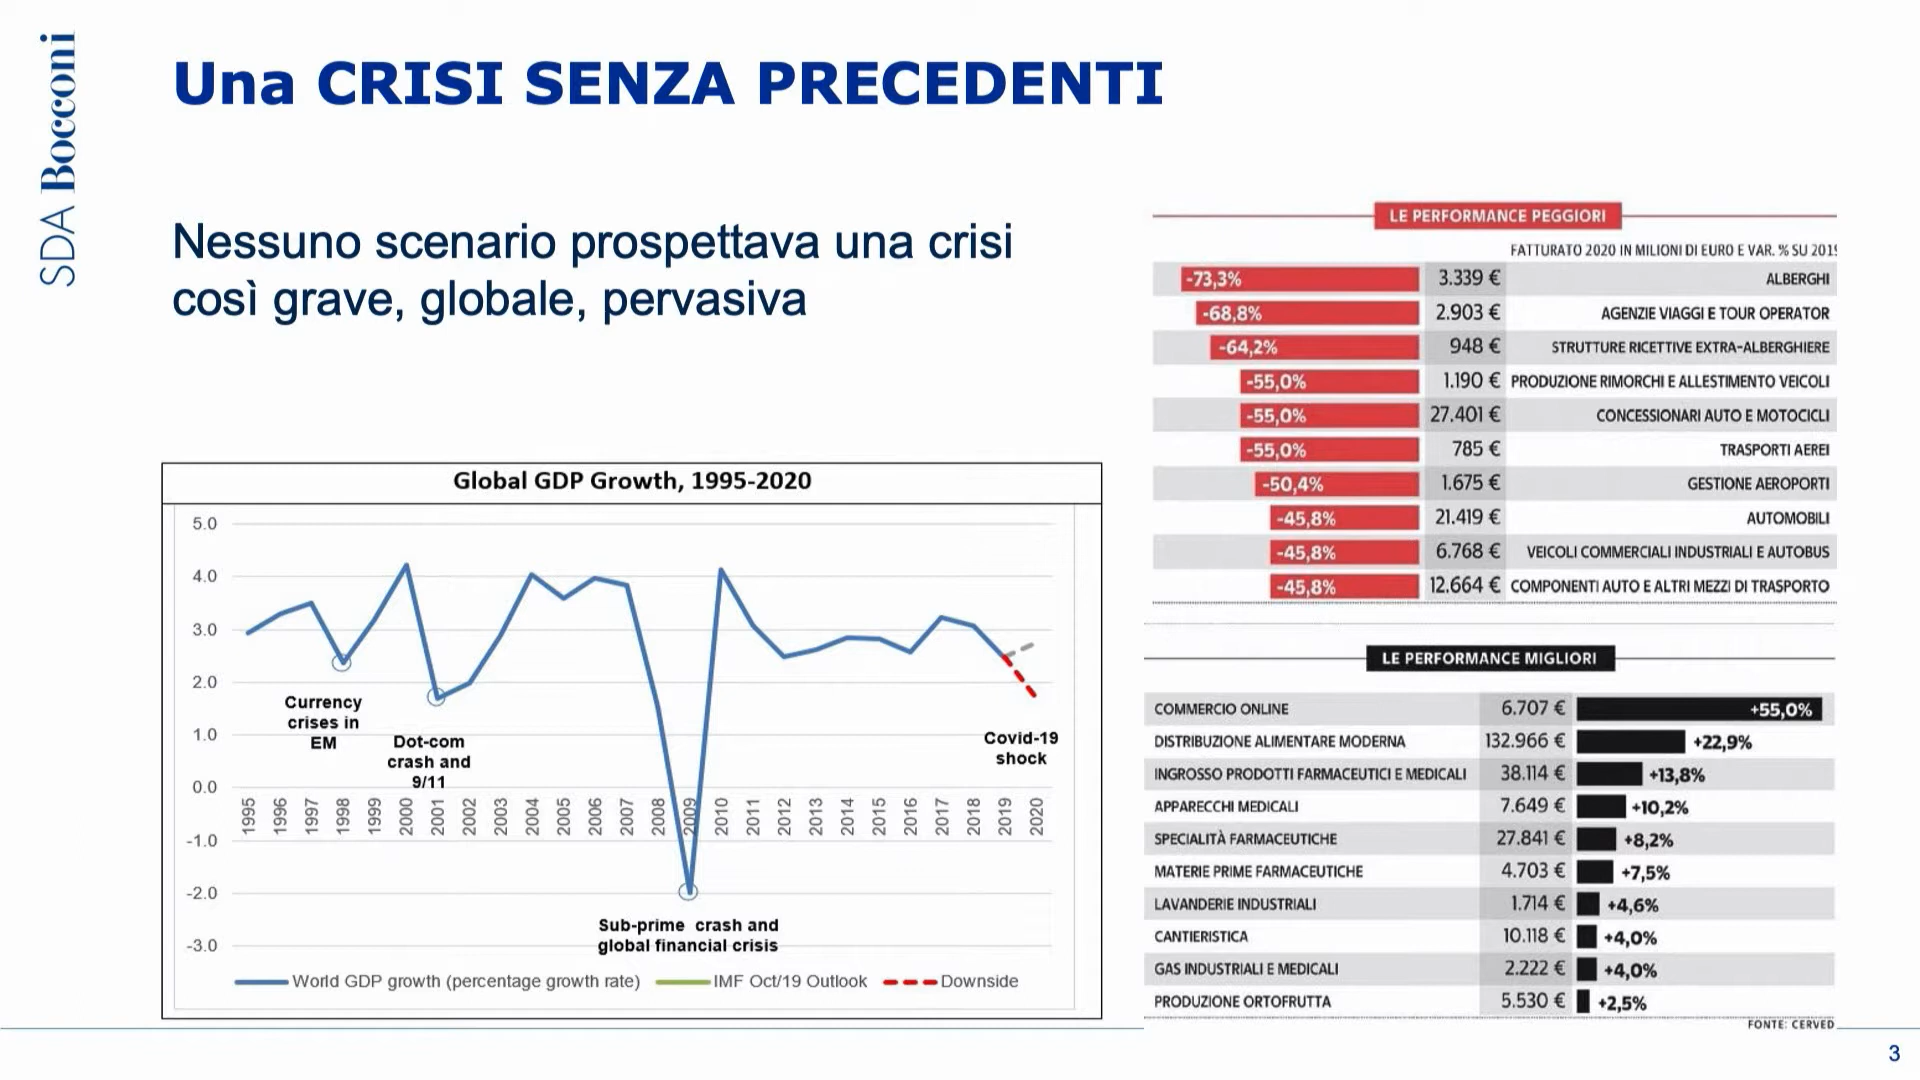 SDA Bocconi
Una CRISI SENZA PRECEDENTI
Nessuno scenario prospettava una crisi
così grave, globale, pervasiva
Global GDP Growth, 1995-2020
5.0
4.0
3.0
2.0
1.0
0.0
-1.0
-2.0
-3.0
Currency
crises in
EM
Dot-com
crash and
9/11
Sub-prime crash and
global financial crisis
Covid-19
shock
1995 1996 1997 1998 1999 2000 2001 2002 2003 2004 2005 2006 2007 2008 2009 2010 2011 2012 2013 2014 2015 2016 2017 2018 2019 2020
World GDP growth (percentage growth rate) IMF Oct/19 Outlook Downside
LE PERFORMANCE PEGGIORI
FATTURATO 2020 IN MILIONI DI EURO E VAR. % SU 2019
-73,3% 3.339 € ALBERGHI
-68,8% 2.903 € AGENZIE VIAGGI E TOUR OPERATOR
-64,2% 948 € STRUTTURE RICETTIVE EXTRA-ALBERGHIERE
-55,0% 1.190 € PRODUZIONE RIMORCHI E ALLESTIMENTO VEICOLI
-55,0% 27.401 € CONCESSIONARI AUTO E MOTOCICLI
-55,0% 785 € TRASPORTI AEREI
-50,4% 1.675 € GESTIONE AEROPORTI
-45,8% 21.419 € AUTOMOBILI
-45,8% 6.768 € VEICOLI COMMERCIALI INDUSTRIALI E AUTOBUS
-45,8% 12.664 € COMPONENTI AUTO E ALTRI MEZZI DI TRASPORTO
LE PERFORMANCE MIGLIORI
COMMERCIO ONLINE 6.707 € +55,0%
DISTRIBUZIONE ALIMENTARE MODERNA 132.966 € +22,9%
INGROSSO PRODOTTI FARMACEUTICI E MEDICALI 38.114 € +13,8%
APPARECCHI MEDICALI 7.649 € +10,2%
SPECIALITÀ FARMACEUTICHE 27.841 € +8,2%
MATERIE PRIME FARMACEUTICHE 4.703 € +7,5%
LAVANDERIE INDUSTRIALI 1.714 € +4,6%
CANTIERISTICA 10.118 € +4,0%
GAS INDUSTRIALI E MEDICALI 2.222 € +4,0%
PRODUZIONE ORTOFRUTTA 5.530 € +2,5%
FONTE: CERVED
3